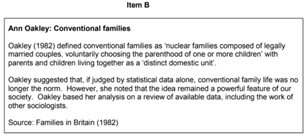 Item B
Ann Oakley: Conventional families
Oakley (1982) defined conventional families as 'nuclear families composed of legally
married couples, voluntarily choosing the parenthood of one or more children' with
parents and children living together as a 'distinct domestic unit'.
Oakley suggested that, if judged by statistical data alone, conventional family life was no
longer the norm. However, she noted that the idea remained a powerful feature of our
society. Oakley based her analysis on a review of available data, including the work of
other sociologists.
Source: Families in Britain (1982)